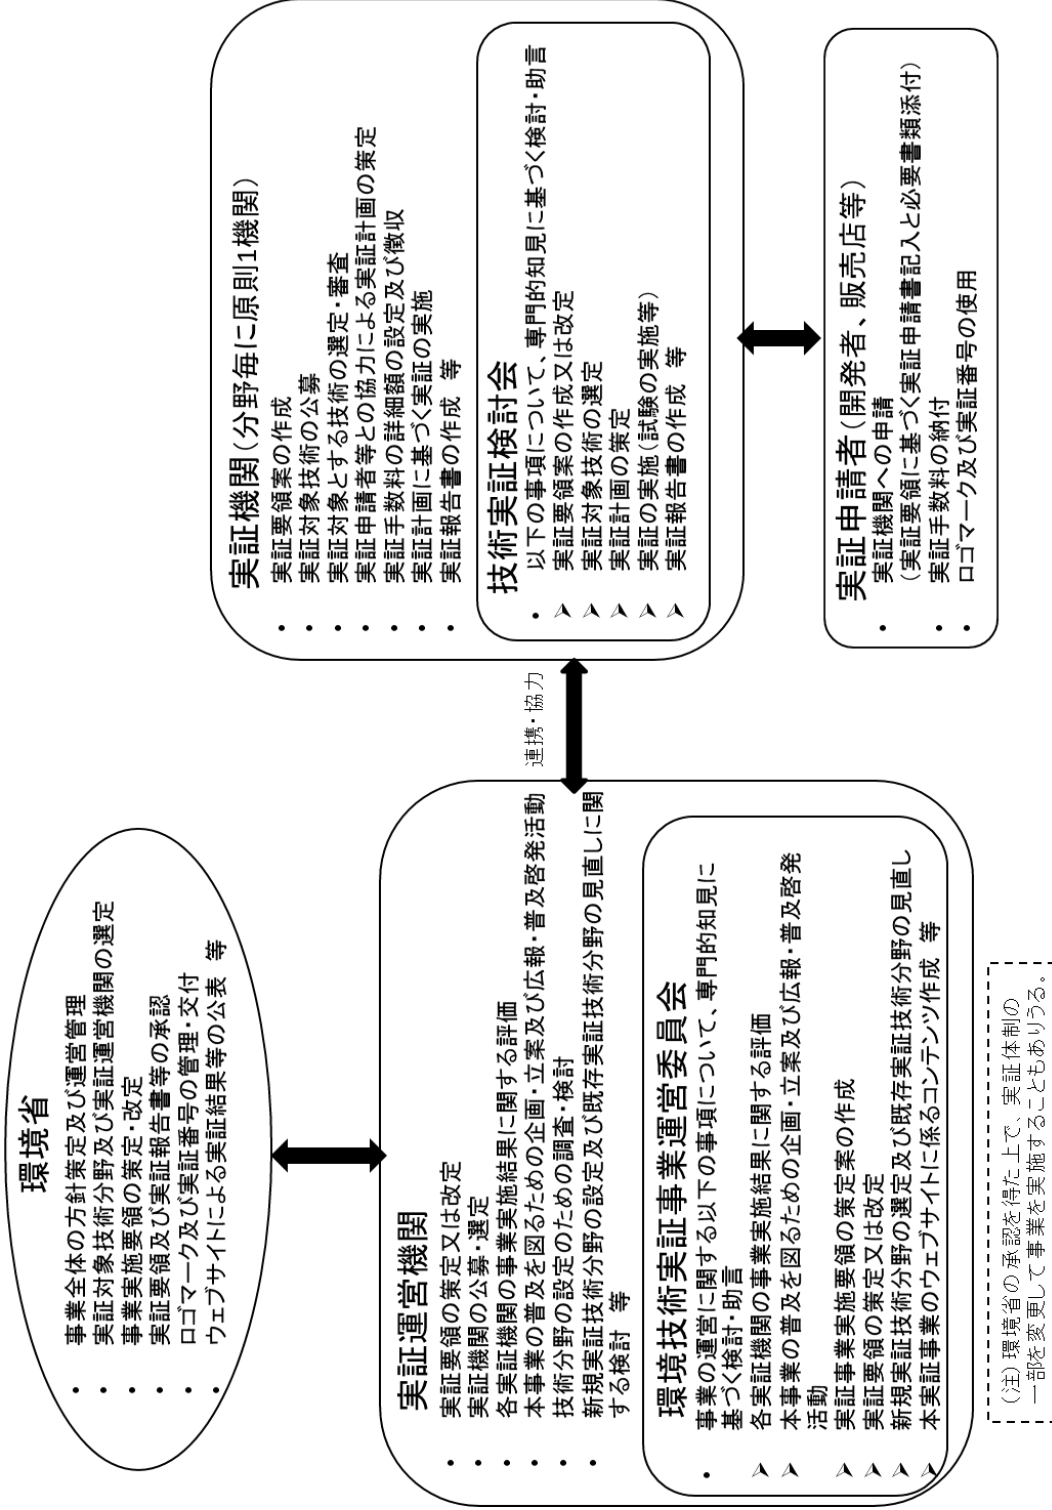 環境省
・ 事業全体の方針策定及び運営管理
・ 実証対象技術分野及び実証運営機関の選定
・ 事業実施要領の策定・改定
・ 実証要領及び実証報告書等の承認
・ ロゴマーク及び実証番号の管理・交付
・ ウェブサイトによる実証結果等の公表 等
実証運営機関
・ 実証要領の策定又は改定
・ 実証機関の公募・選定
・ 各実証機関の事業実施結果に関する評価
・ 本事業の普及を図るための企画・立案及び広報・普及啓発活動
・ 技術分野の設定のための調査・検討
・ 新規実証技術分野の設定及び既存実証技術分野の見直しに関
する検討 等
環境技術実証事業運営委員会
・ 事業の運営に関する以下の事項について、専門的知見に
基づく検討・助言
➢ 各実証機関の事業実施結果に関する評価
➢ 本事業の普及を図るための企画・立案及び広報・普及啓発
活動
➢ 実証事業実施要領の策定案の作成
➢ 実証要領の策定又は改定
➢ 新規実証技術分野の選定及び既存実証技術分野の見直し
➢ 本実証事業のウェブサイトに係るコンテンツ作成 等
(注) 環境省の承認を得た上で、実証体制の
一部を変更して事業を実施することもありうる。
連携・協力
実証機関(分野毎に原則1機関)
・ 実証要領案の作成
・ 実証対象技術の公募
・ 実証対象とする技術の選定・審査
・ 実証申請者等との協力による実証計画の策定
・ 実証手数料の詳細額の設定及び徴収
・ 実証計画に基づく実証の実施
・ 実証報告書の作成 等
技術実証検討会
・ 以下の事項について、専門的知見に基づく検討・助言
➢ 実証要領案の作成又は改定
➢ 実証対象技術の選定
➢ 実証計画の策定
➢ 実証の実施(試験の実施等)
➢ 実証報告書の作成 等
実証申請者(開発者、販売店等)
・ 実証機関への申請
(実証要領に基づく実証申請書記入と必要書類添付)
・ 実証手数料の納付
・ ロゴマーク及び実証番号の使用